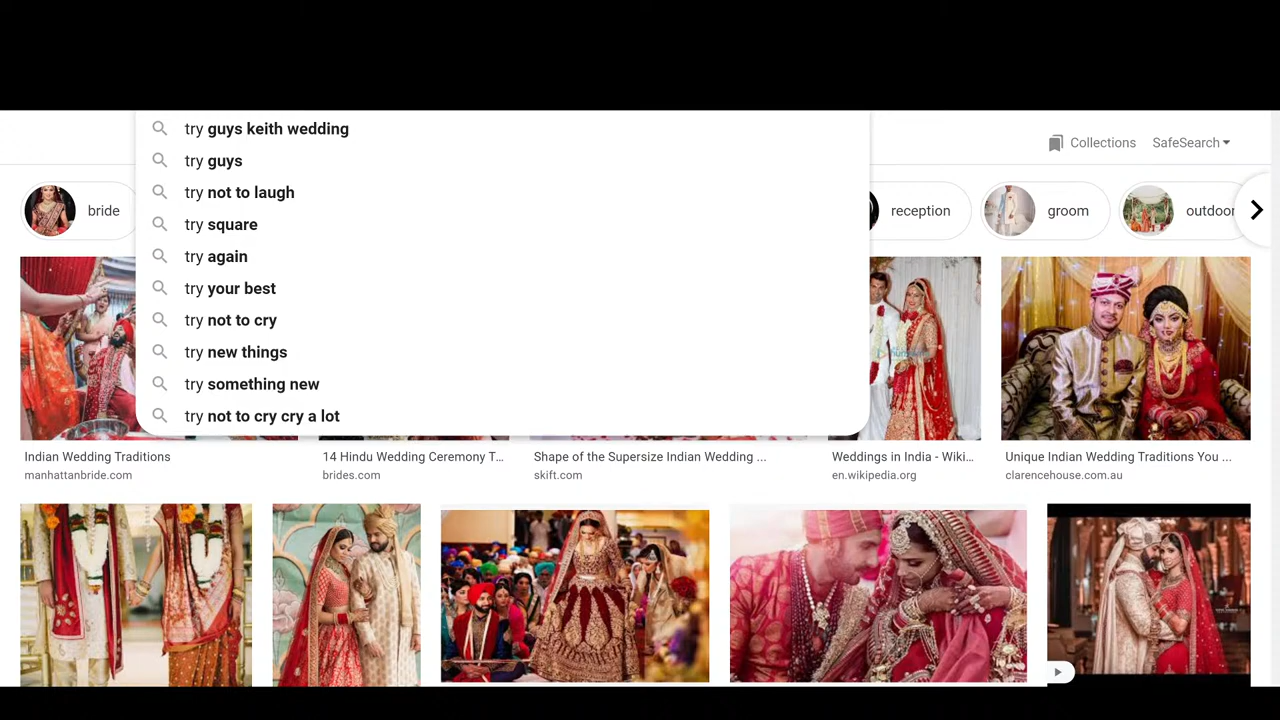 try guys keith wedding
try guys
try not to laugh
try square
try again
try your best
try not to cry
try new things
try something new
try not to cry cry a lot
Collections
SafeSearch
bride
reception
groom
outdoor
Indian Wedding Traditions
manhattanbride.com
14 Hindu Wedding Ceremony T...
brides.com
Shape of the Supersize Indian Wedding ...
skift.com
Weddings in India - Wiki...
en.wikipedia.org
Unique Indian Wedding Traditions You ...
clarencehouse.com.au